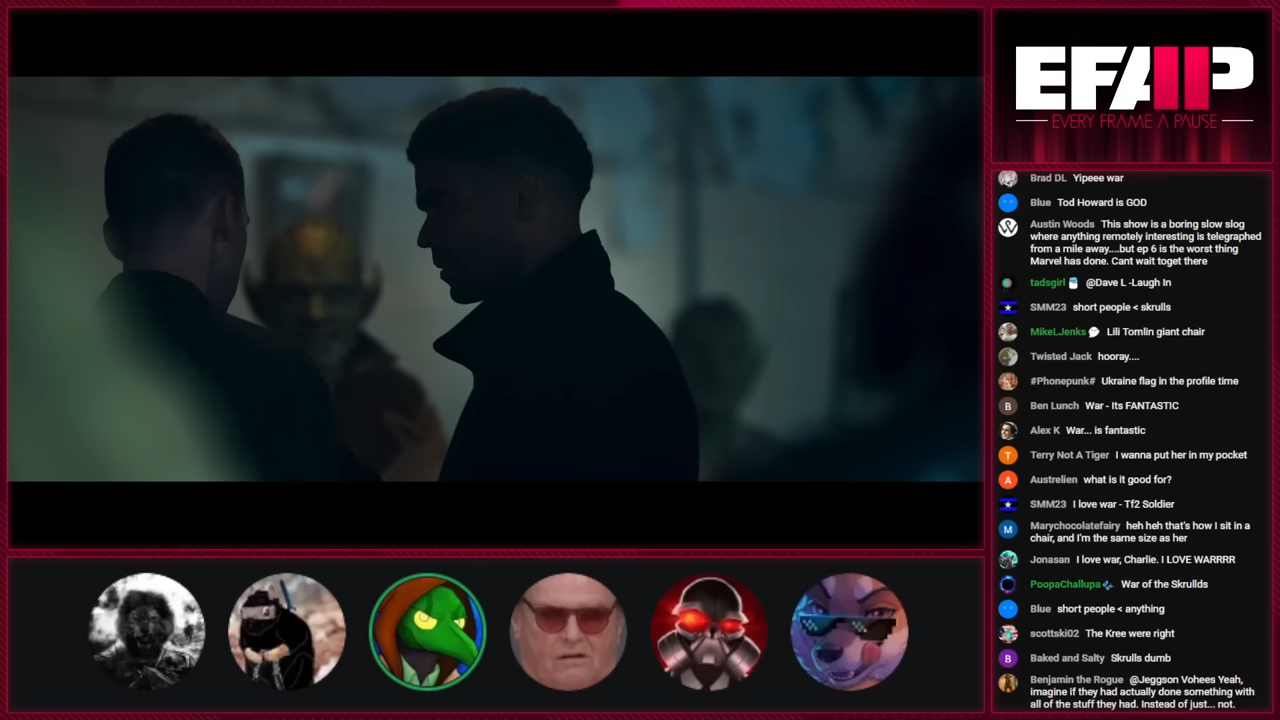 EFAP
EVERY FRAME A PAUSE
Brad DL Yipeee war
Blue Tod Howard is GOD
Austin Woods This show is a boring slow slog
where anything remotely interesting is telegraphed
from a mile away....but ep 6 is the worst thing
Marvel has done. Cant wait toget there
tadsgirl @Dave L -Laugh In
SMM23 short people < skrulls
MikeLJenks Lili Tomlin giant chair
Twisted Jack hooray....
#Phonepunk# Ukraine flag in the profile time
Ben Lunch War - Its FANTASTIC
Alex K War... is fantastic
T
Terry Not A Tiger I wanna put her in my pocket
A
Austrelien what is it good for?
SMM23 I love war - Tf2 Soldier
Marychocolatefairy heh heh that's how I sit in a
chair, and I'm the same size as her
Jonasan I love war, Charlie. I LOVE WARRRR
PoopaChallupa War of the Skrullds
Blue short people < anything
scottski02 The Kree were right
B
Baked and Salty Skrulls dumb
Benjamin the Rogue @Jeggson Vohees Yeah,
imagine if they had actually done something with
all of the stuff they had. Instead of just... not.